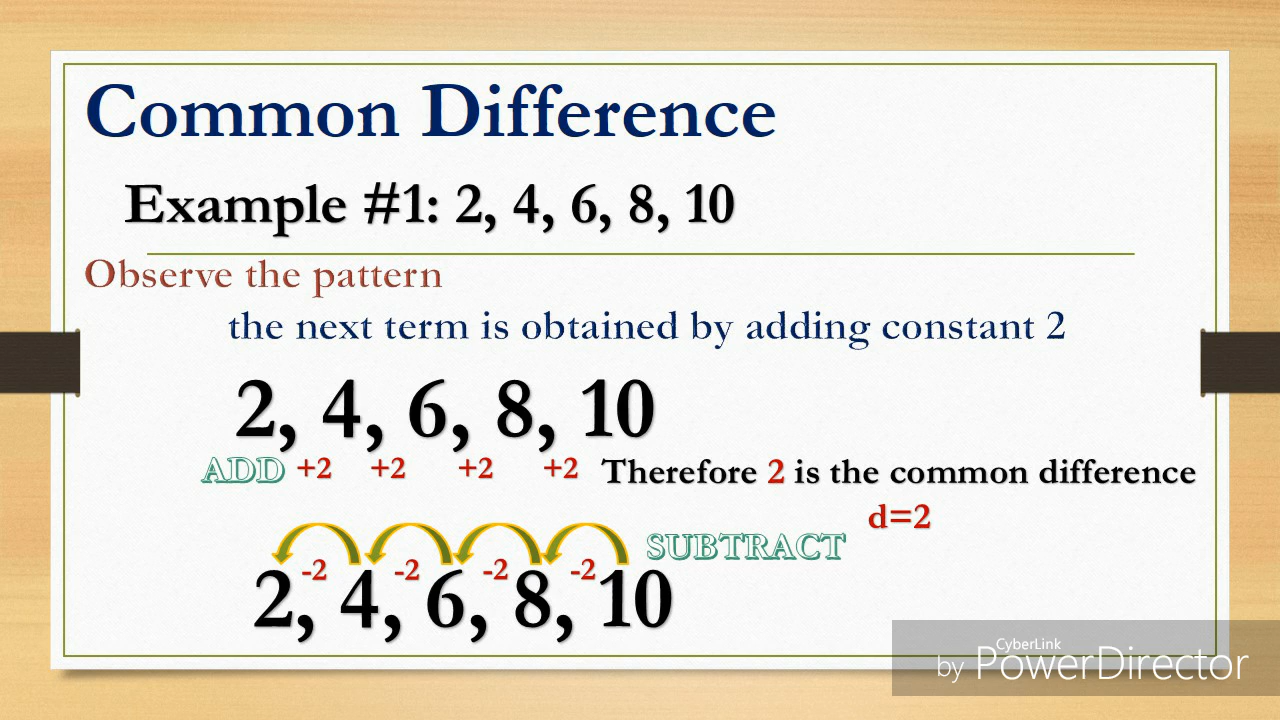 Common Difference
Example #1: 2, 4, 6, 8, 10
Observe the pattern
the next term is obtained by adding constant 2
2, 4, 6, 8, 10
ADD +2 +2 +2 +2 Therefore 2 is the common difference
d=2
SUBTRACT
-2 -2 -2 -2
2, 4, 6, 8, 10
CyberLink
by PowerDirector